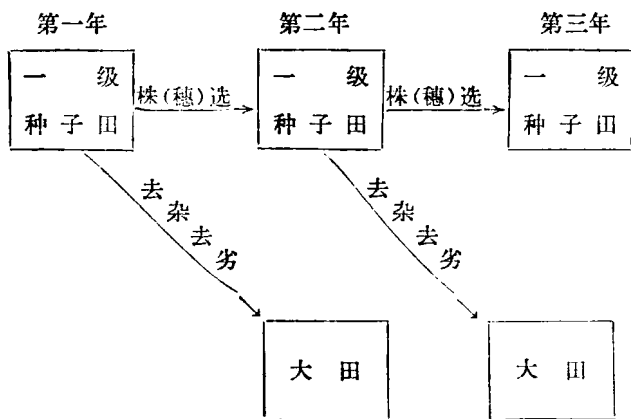 第一年 第二年 第三年
一级 株(穗)选 一级 株(穗)选 一级
种子田 种子田 种子田
去杂去劣 去杂去劣
大田 大田